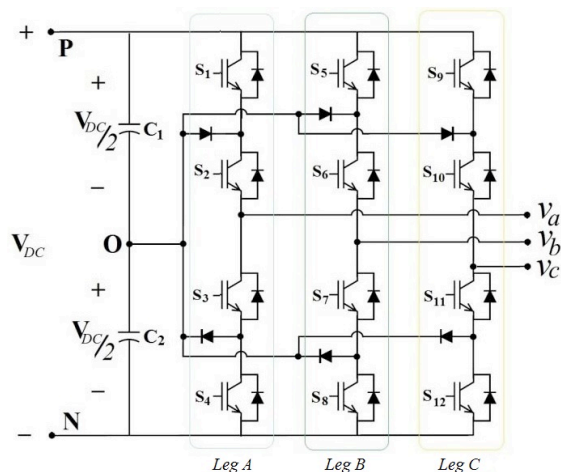 + P
S₁ S₅ S₉
+
V_DC/2 C₁
−
S₂ S₆ S₁₀
v_a
V_DC O v_b
v_c
+
S₃ S₇ S₁₁
V_DC/2 C₂
−
S₄ S₈ S₁₂
− N
Leg A Leg B Leg C